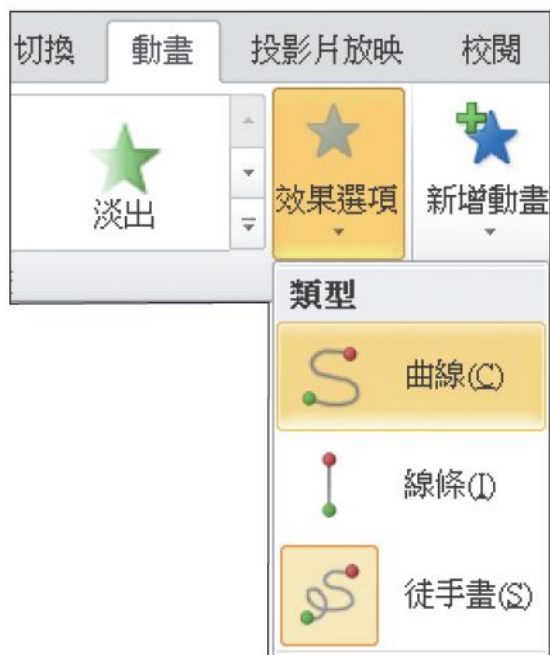 切換 動畫 投影片放映 校閱
淡出 效果選項 新增動畫
類型
曲線(C)
線條(I)
徒手畫(S)